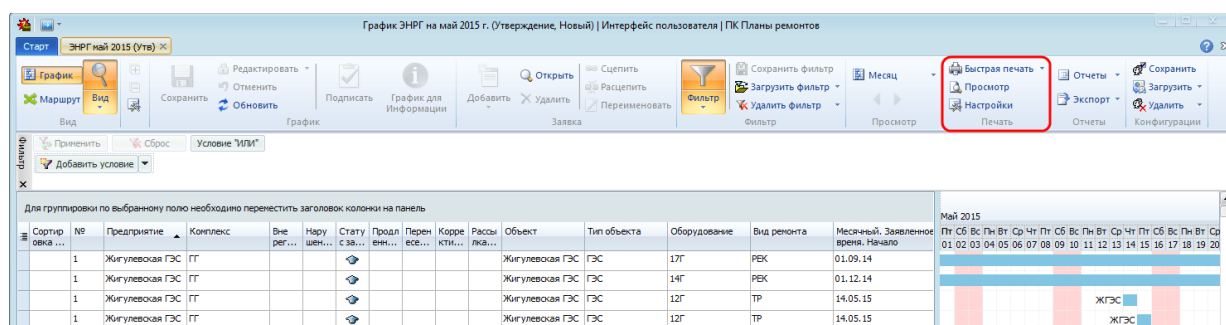 График ЭНРГ на май 2015 г. (Утверждение, Новый) | Интерфейс пользователя | ПК Планы ремонтов
Старт ЭНРГ май 2015 (Утв)
График
Маршрут
Вид
Вид
Сохранить
Редактировать
Отменить
Обновить
Подписать
График для Информации
График
Добавить
Открыть
Удалить
Сцепить
Расцепить
Переименовать
Заявка
Фильтр
Сохранить фильтр
Загрузить фильтр
Удалить фильтр
Фильтр
Месяц
Просмотр
Быстрая печать
Просмотр
Настройки
Печать
Отчеты
Экспорт
Отчеты
Сохранить
Загрузить
Удалить
Конфигурации
Фильтр
Применить Сброс Условие "ИЛИ"
Добавить условие
Для группировки по выбранному полю необходимо переместить заголовок колонки на панель
Май 2015
Сортир Nº Предприятие Комплекс Вне Нару Стату Продл Перен Корре Рассы Объект Тип объекта Оборудование Вид ремонта Месячный. Заявленное Пт Сб Вс Пн Вт Ср Чт Пт Сб Вс Пн Вт Ср Чт Пт Сб Вс Пн Вт Ср
овка ... рег... шен... с за... енн... есе... кти... лка... времa. Начало 01 02 03 04 05 06 07 08 09 10 11 12 13 14 15 16 17 18 19 20
1 Жигулевская ГЭС ГГ Жигулевская ГЭС ГЭС 17Г РЕК 01.09.14
1 Жигулевская ГЭС ГГ Жигулевская ГЭС ГЭС 14Г РЕК 01.12.14
1 Жигулевская ГЭС ГГ Жигулевская ГЭС ГЭС 12Г ТР 14.05.15 ЖГЭС
1 Жигулевская ГЭС ГГ Жигулевская ГЭС ГЭС 12Г ТР 14.05.15 ЖГЭС